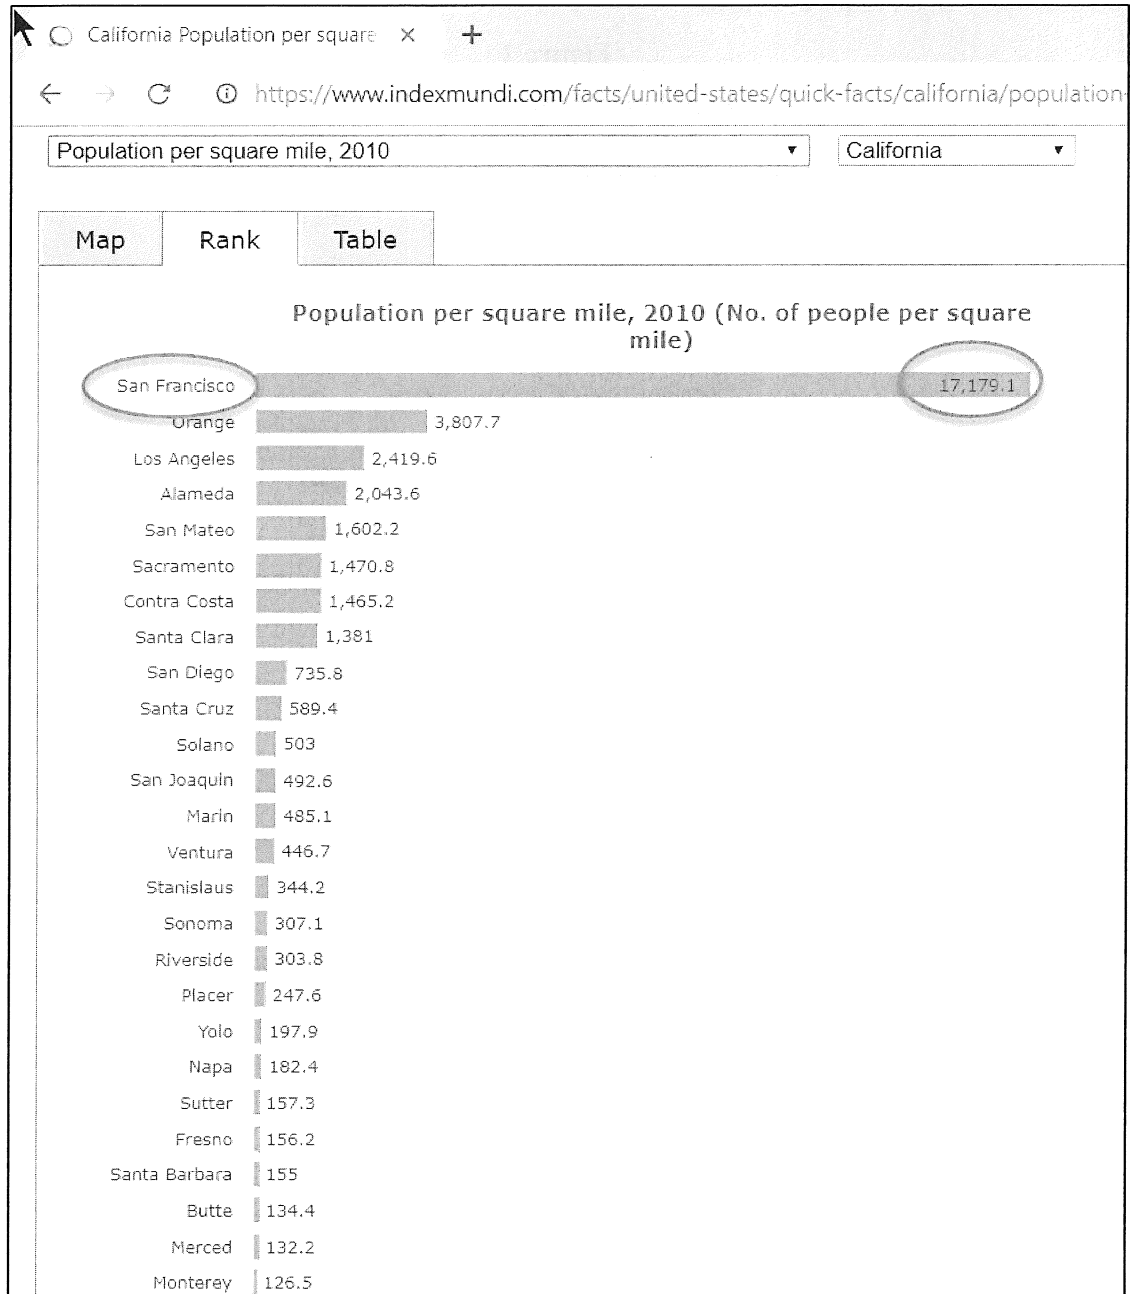 California Population per square
https://www.indexmundi.com/facts/united-states/quick-facts/california/population-
Population per square mile, 2010 California
Map Rank Table
Population per square mile, 2010 (No. of people per square
mile)
San Francisco 17,179.1
Orange 3,807.7
Los Angeles 2,419.6
Alameda 2,043.6
San Mateo 1,602.2
Sacramento 1,470.8
Contra Costa 1,465.2
Santa Clara 1,381
San Diego 735.8
Santa Cruz 589.4
Solano 503
San Joaquin 492.6
Marin 485.1
Ventura 446.7
Stanislaus 344.2
Sonoma 307.1
Riverside 303.8
Placer 247.6
Yolo 197.9
Napa 182.4
Sutter 157.3
Fresno 156.2
Santa Barbara 155
Butte 134.4
Merced 132.2
Monterey 126.5